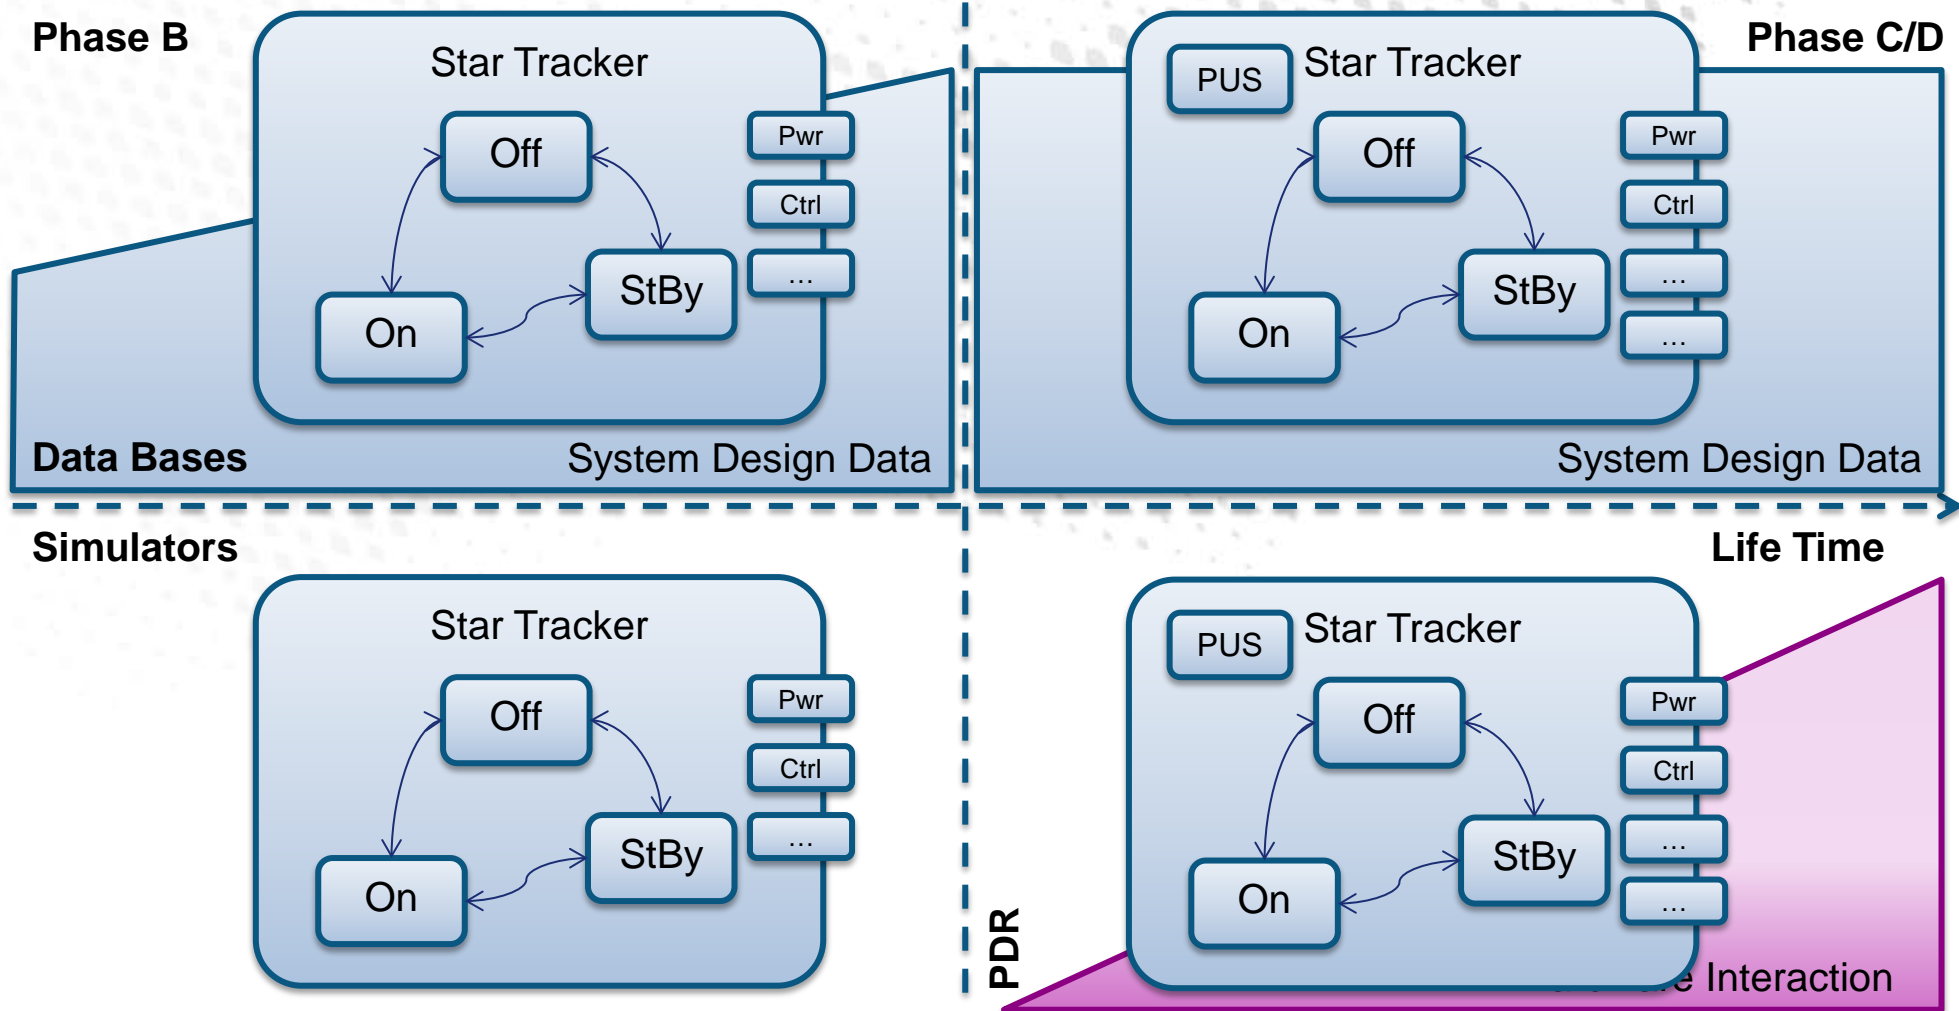 Phase B
Star Tracker
Off
On
StBy
Pwr
Ctrl
...
Data Bases
System Design Data
Phase C/D
PUS
Star Tracker
Off
On
StBy
Pwr
Ctrl
...
...
System Design Data
Simulators
Star Tracker
Off
On
StBy
Pwr
Ctrl
...
Life Time
PUS
Star Tracker
Off
On
StBy
Pwr
Ctrl
...
...
PDR
Interaction